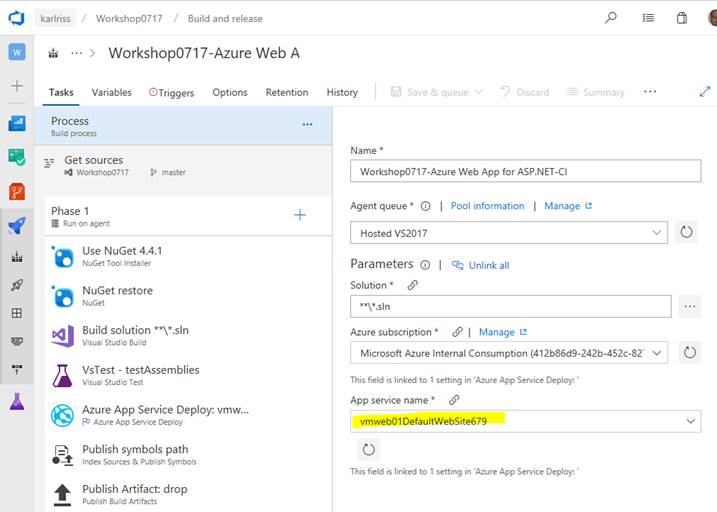 karlriss / Workshop0717 / Build and release
W
··· > Workshop0717-Azure Web A
Tasks Variables Triggers Options Retention History Save & queue Discard Summary ···
Process
Build process
···
Get sources
Workshop0717 master
Phase 1
Run on agent
Use NuGet 4.4.1
NuGet Tool Installer
NuGet restore
NuGet
Build solution **\*.sln
Visual Studio Build
VsTest - testAssemblies
Visual Studio Test
Azure App Service Deploy: vmw...
Azure App Service Deploy
Publish symbols path
Index Sources & Publish Symbols
Publish Artifact: drop
Publish Build Artifacts
Name *
Workshop0717-Azure Web App for ASP.NET-CI
Agent queue * | Pool information | Manage
Hosted VS2017
Parameters | Unlink all
Solution *
**\*.sln
···
Azure subscription * | Manage
Microsoft Azure Internal Consumption (412b86d9-242b-452c-82
This field is linked to 1 setting in 'Azure App Service Deploy: '
App service name *
vmweb01DefaultWebSite679
This field is linked to 1 setting in 'Azure App Service Deploy: '